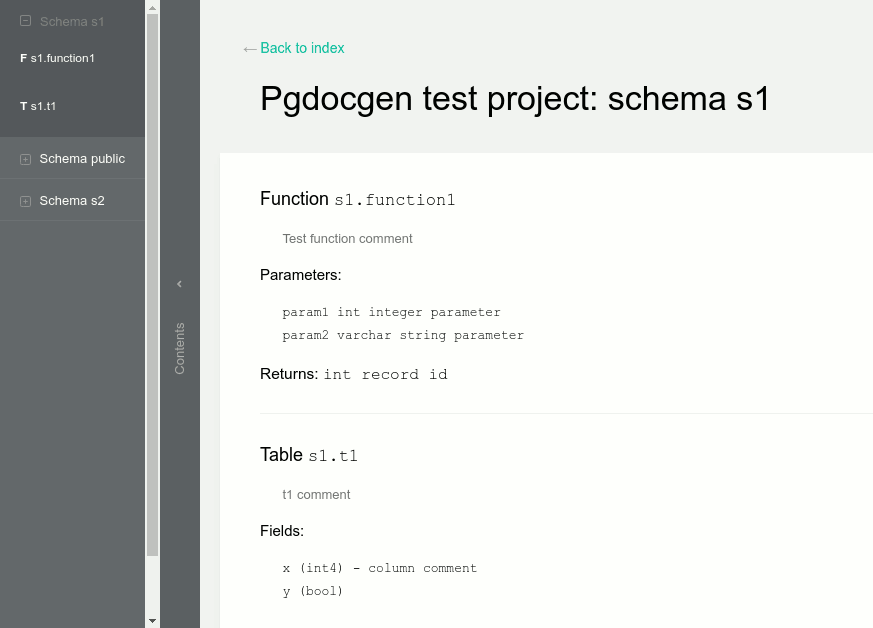 Schema s1
F s1.function1
T s1.t1
Schema public
Schema s2
Contents
←Back to index
Pgdocgen test project: schema s1
Function s1.function1
Test function comment
Parameters:
param1 int integer parameter
param2 varchar string parameter
Returns: int record id
Table s1.t1
t1 comment
Fields:
x (int4) - column comment
y (bool)